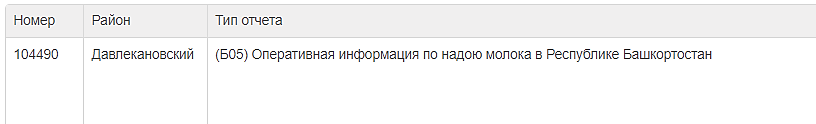 Номер Район Тип отчета
104490 Давлекановский (Б05) Оперативная информация по надою молока в Республике Башкортостан